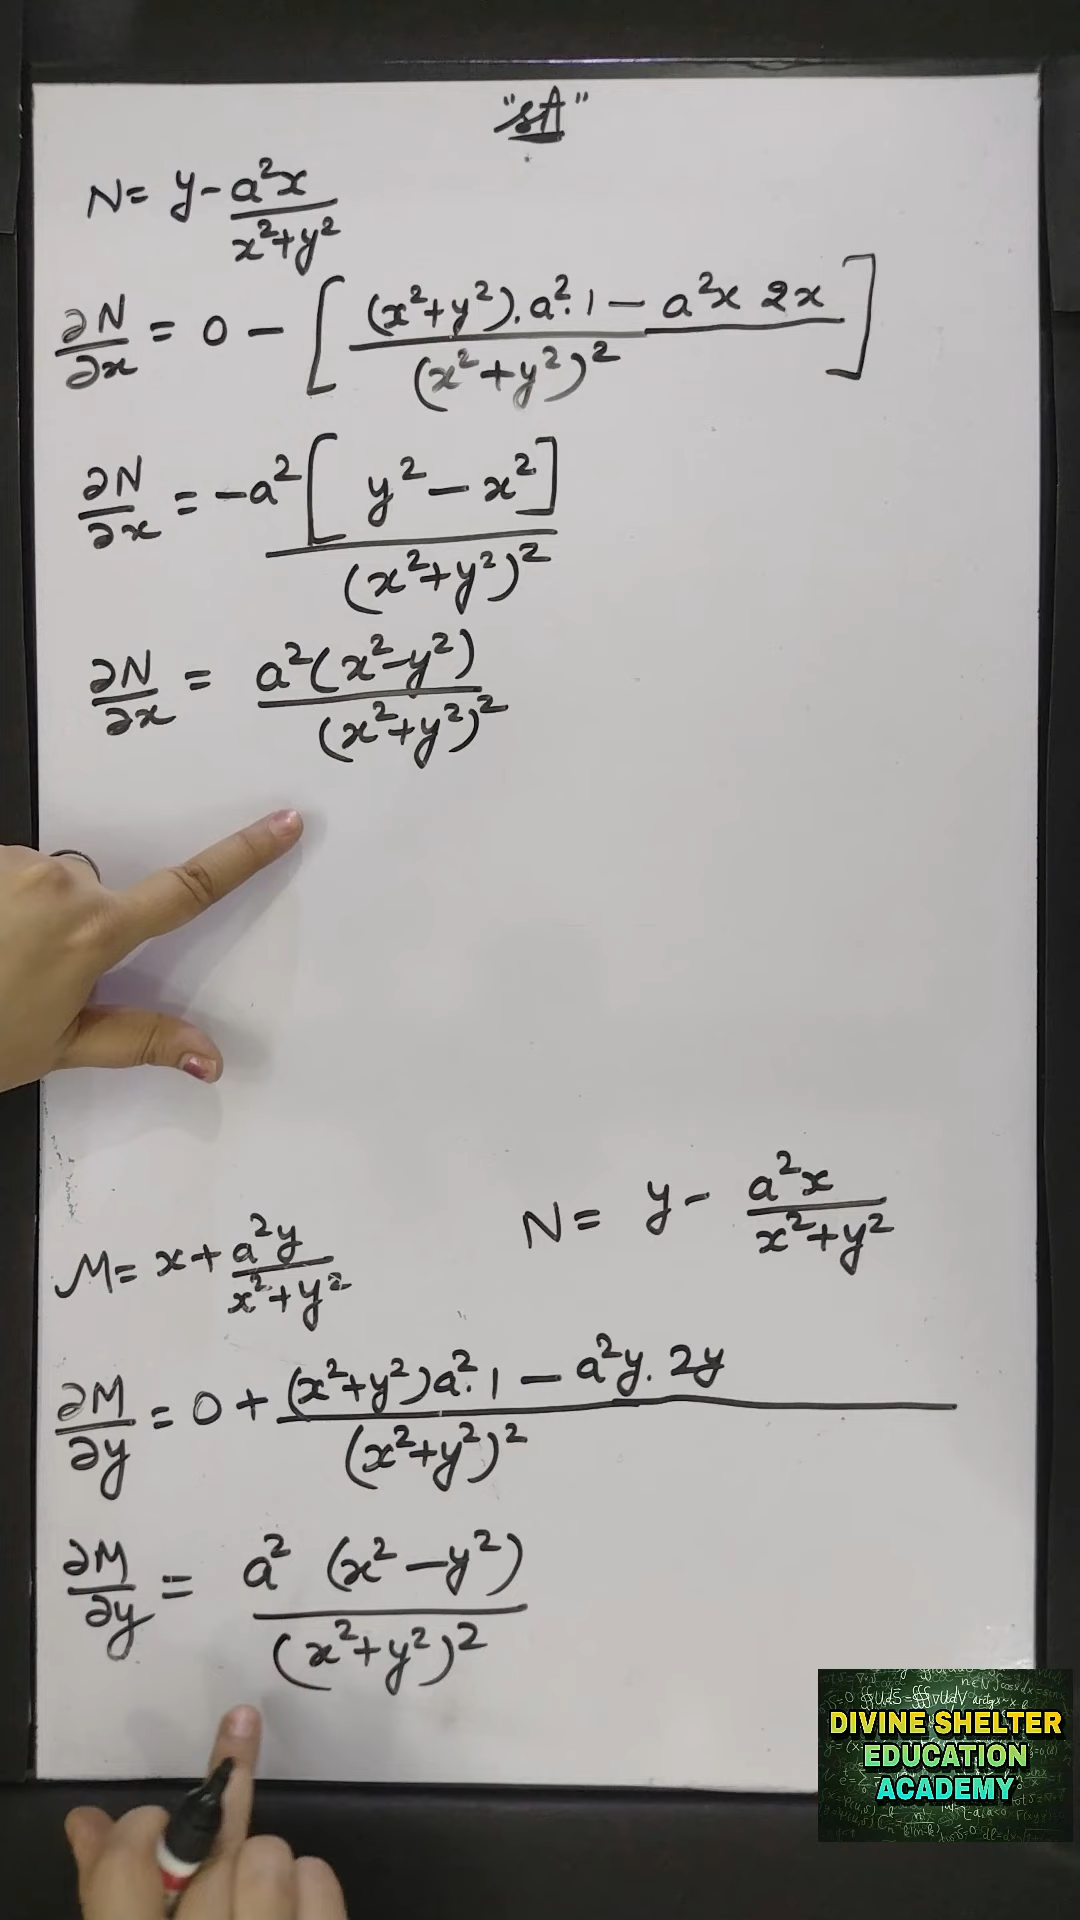 "SA"
N= y - a²x / x²+y²
∂N/∂x = 0 - [ (x²+y²).a².1 - a²x 2x / (x²+y²)² ]
∂N/∂x = -a² [ y² - x² ] / (x²+y²)²
∂N/∂x = a²(x²-y²) / (x²+y²)²
M= x + a²y / x²+y²
N= y - a²x / x²+y²
∂M/∂y = 0 + (x²+y²)a².1 - a²y.2y / (x²+y²)²
∂M/∂y = a² (x²-y²) / (x²+y²)²
DIVINE SHELTER
EDUCATION
ACADEMY